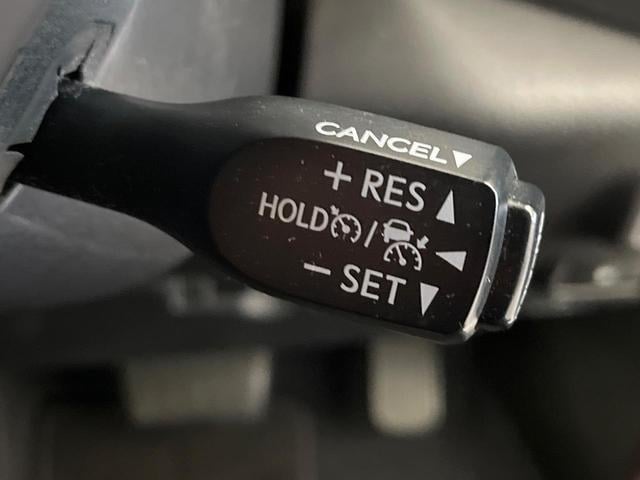 CANCEL▼
+ RES ▲
HOLD / ◀
− SET ▼